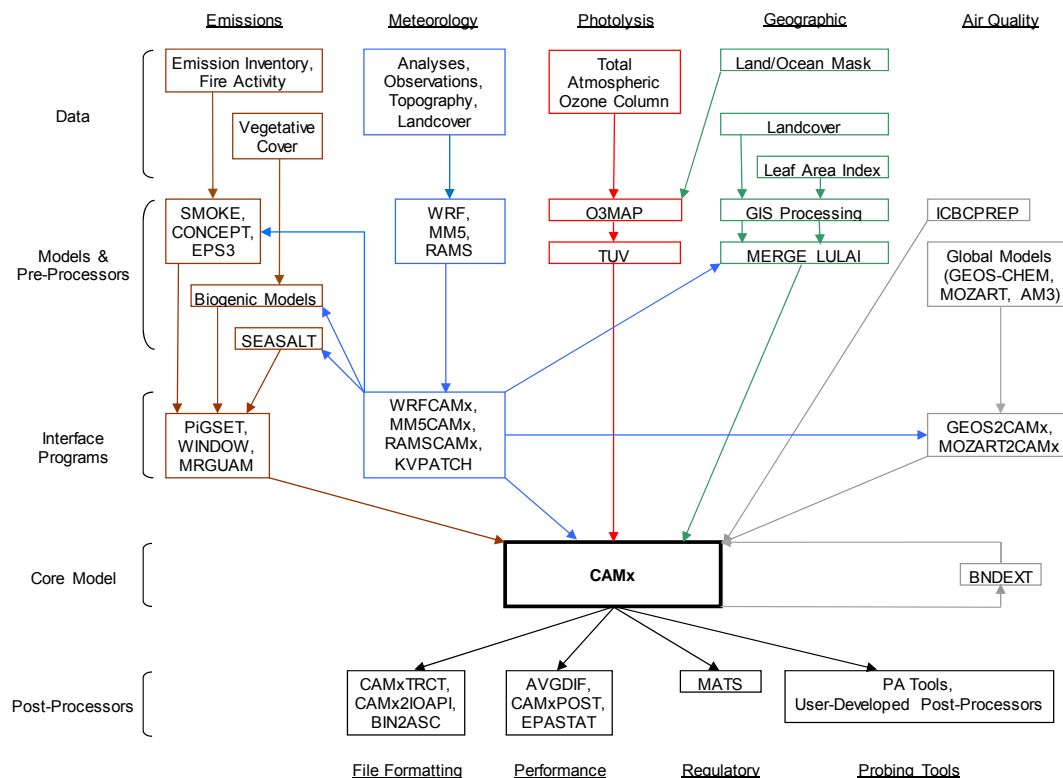 Emissions
Meteorology
Photolysis
Geographic
Air Quality
Data
Emission Inventory,
Fire Activity
Vegetative
Cover
Analyses,
Observations,
Topography,
Landcover
Total
Atmospheric
Ozone Column
Land/Ocean Mask
Landcover
Leaf Area Index
Models &
Pre-Processors
SMOKE,
CONCEPT,
EPS3
Biogenic Models
SEASALT
WRF,
MM5,
RAMS
O3MAP
TUV
GIS Processing
MERGE LULAI
ICBCPREP
Global Models
(GEOS-CHEM,
MOZART, AM3)
Interface
Programs
PiGSET,
WINDOW,
MRGUAM
WRFCAMx,
MM5CAMx,
RAMSCAMx,
KVPATCH
GEOS2CAMx,
MOZART2CAMx
Core Model
CAMx
BNDEXT
Post-Processors
CAMxTRCT,
CAMx2IOAPI,
BIN2ASC
AVGDIF,
CAMxPOST,
EPASTAT
MATS
PA Tools,
User-Developed Post-Processors
File Formatting
Performance
Regulatory
Probing Tools